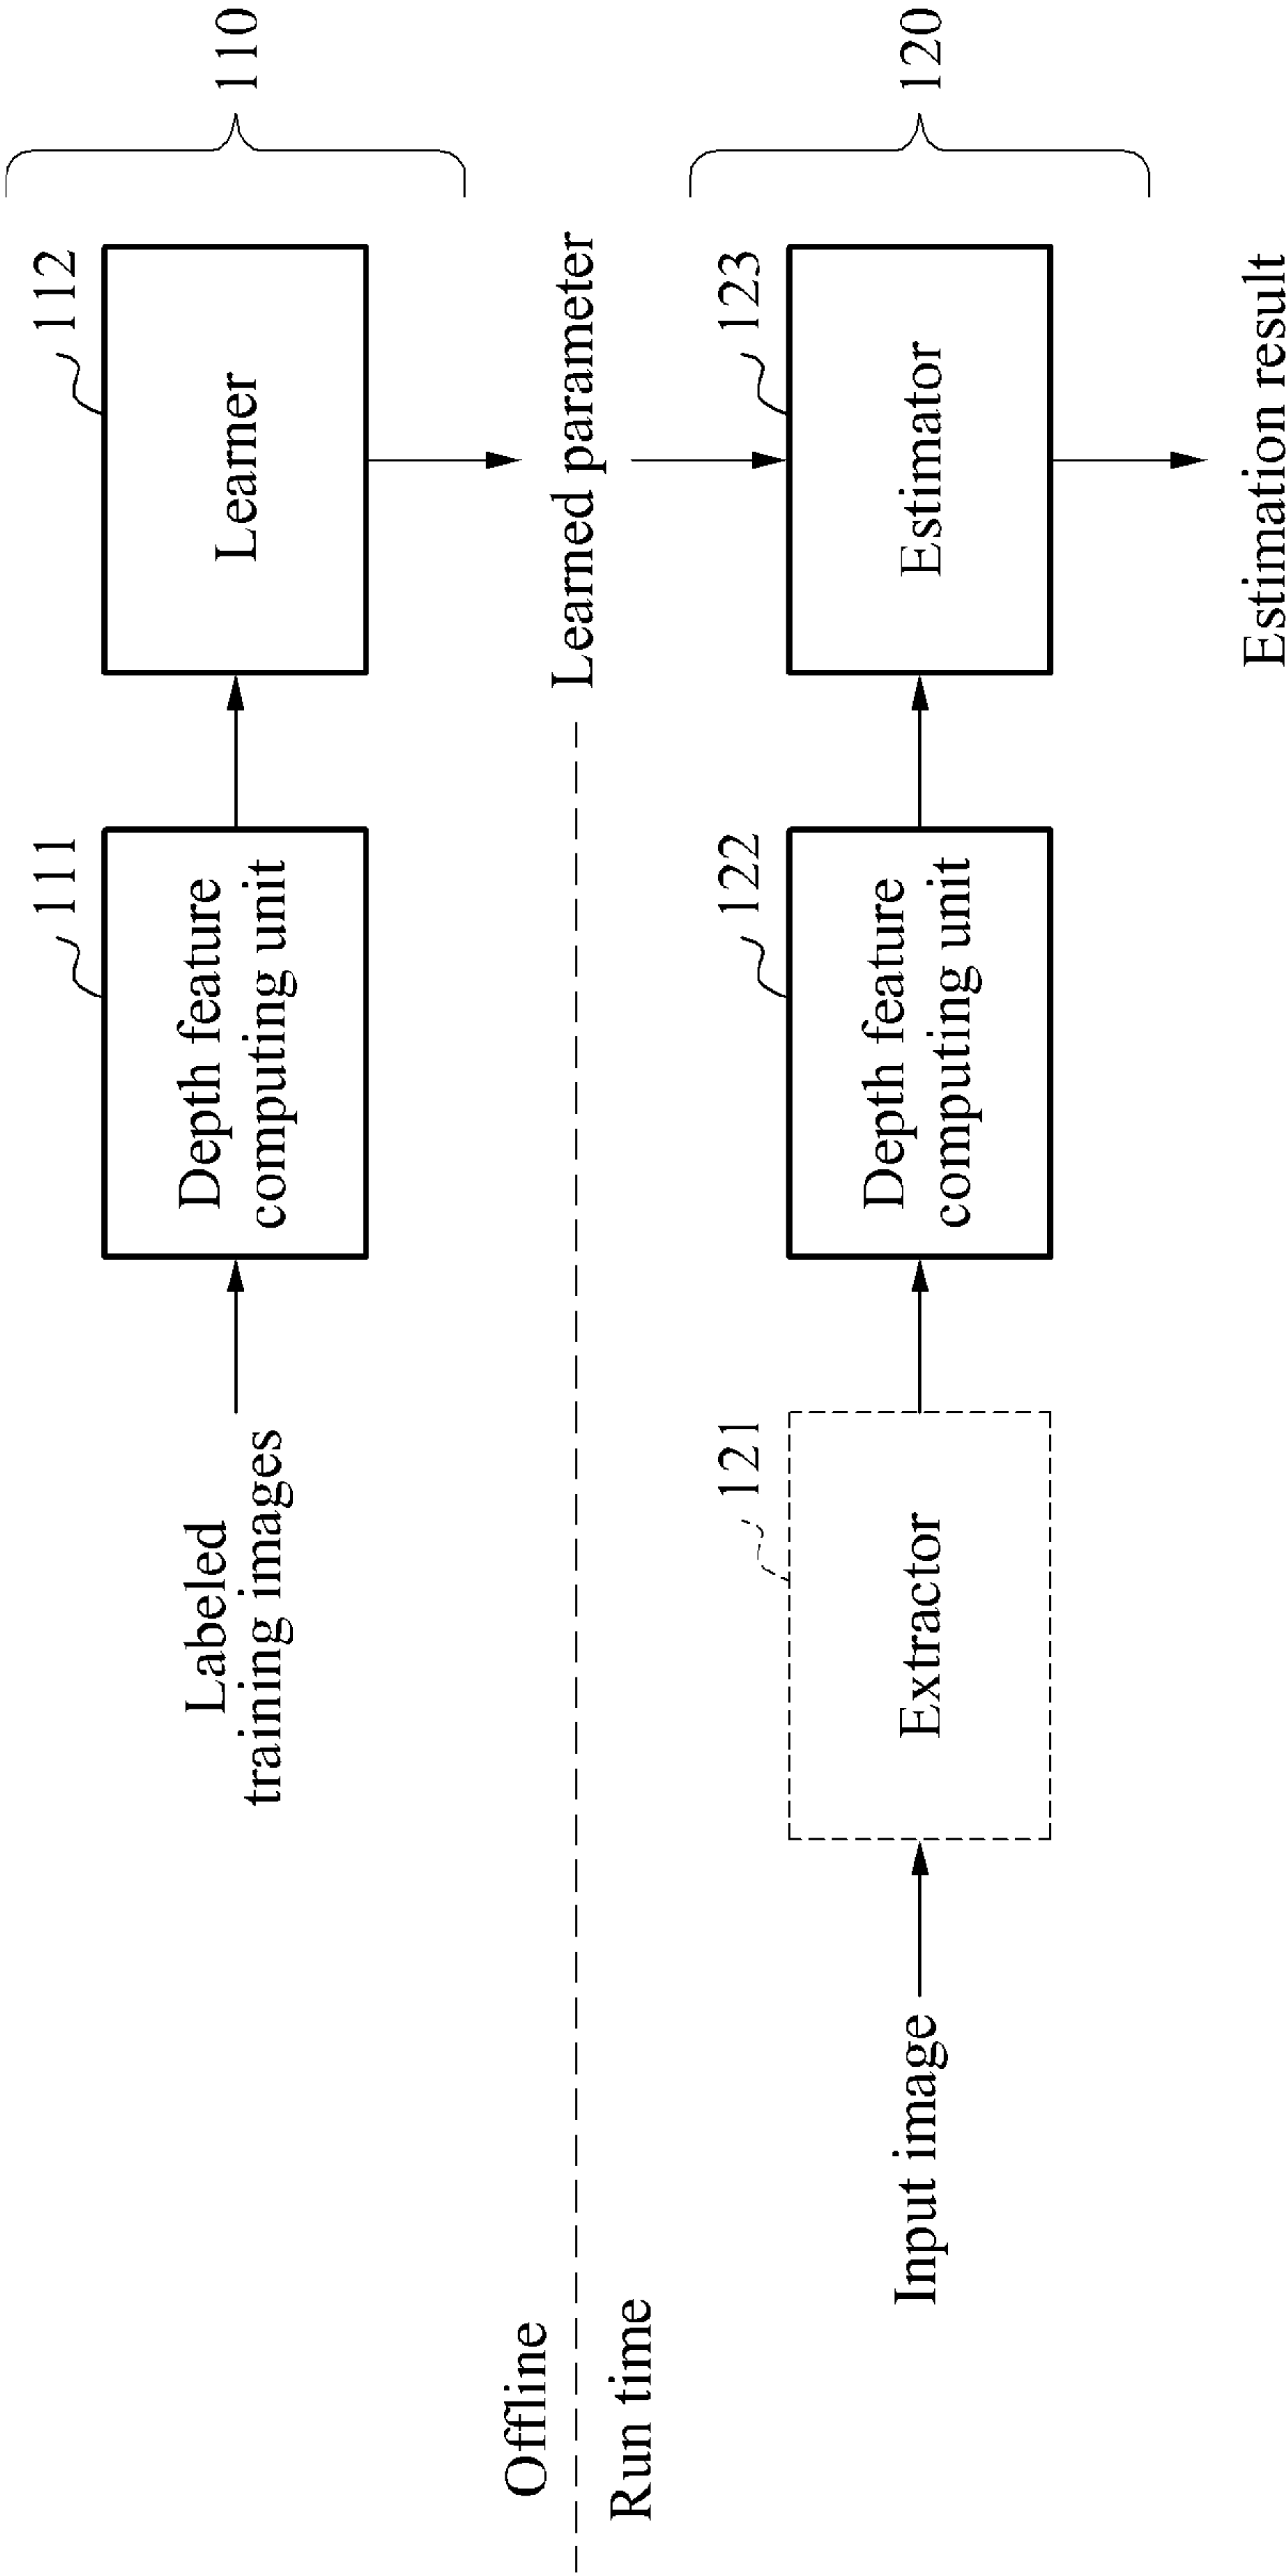 110
111
112
Labeled
training images
Depth feature
computing unit
Learner
Offline
Learned parameter
Run time
120
121
122
123
Input image
Extractor
Depth feature
computing unit
Estimator
Estimation result